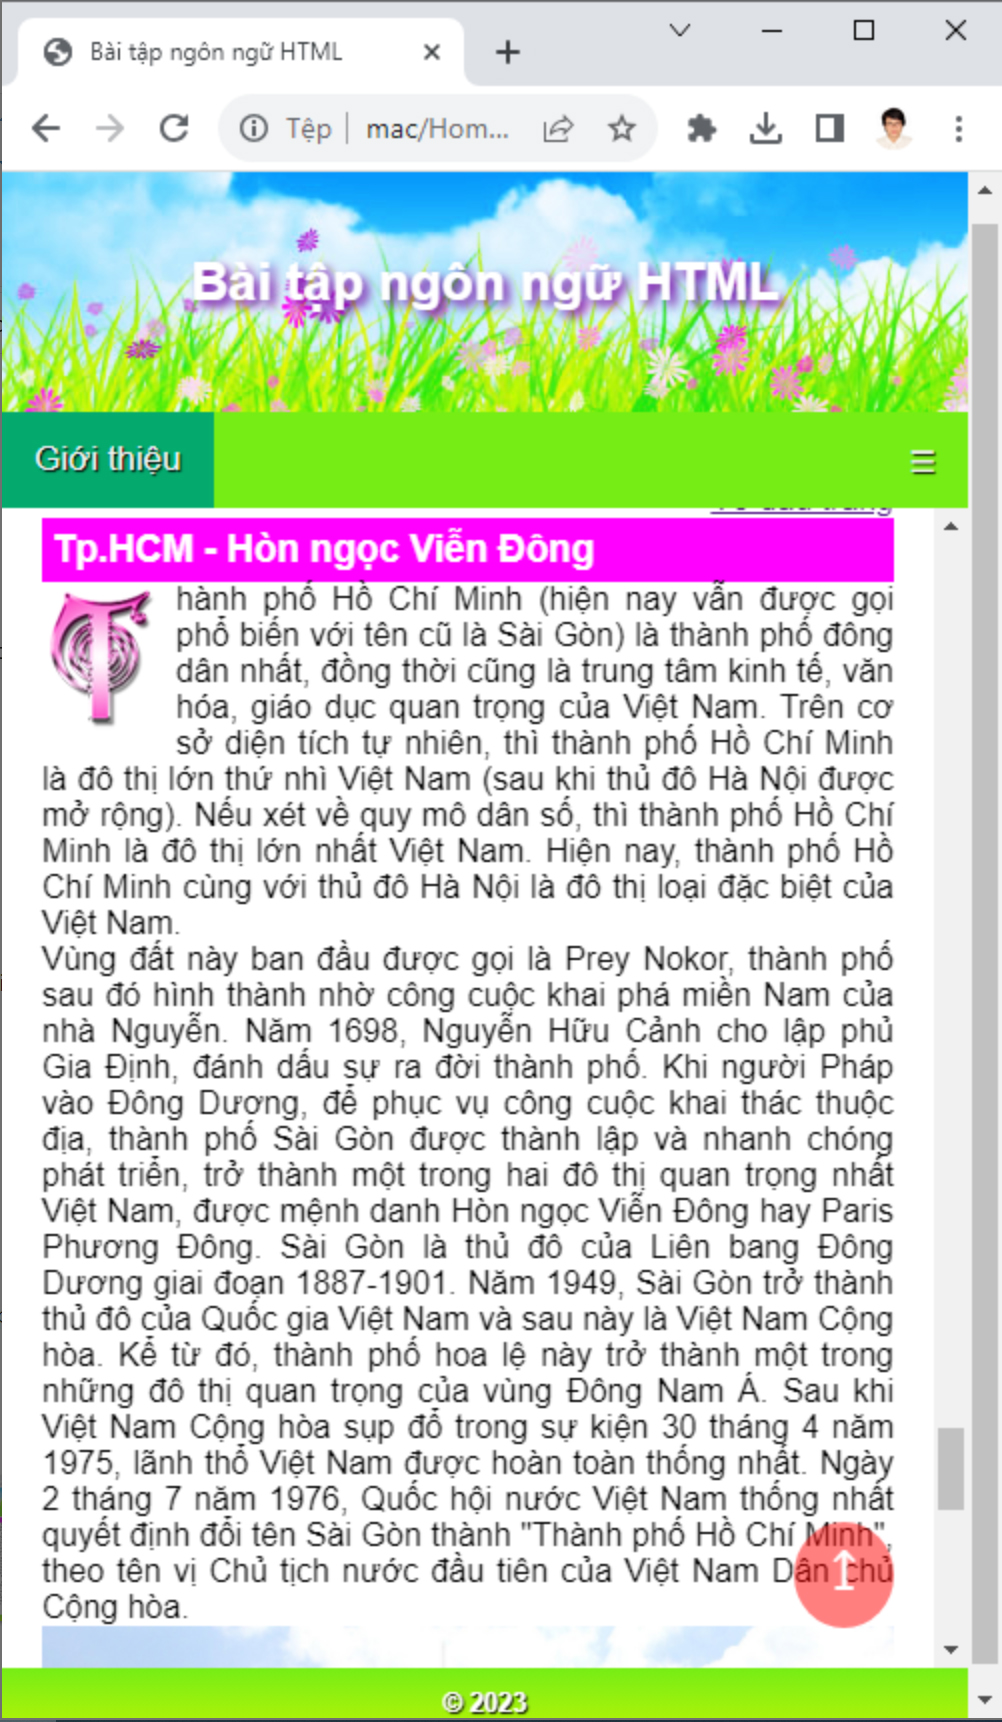 Bài tập ngôn ngữ HTML
Tệp mac/Hom...
Bài tập ngôn ngữ HTML
Giới thiệu
Tp.HCM - Hòn ngọc Viễn Đông
Thành phố Hồ Chí Minh (hiện nay vẫn được gọi
phổ biến với tên cũ là Sài Gòn) là thành phố đông
dân nhất, đồng thời cũng là trung tâm kinh tế, văn
hóa, giáo dục quan trọng của Việt Nam. Trên cơ
sở diện tích tự nhiên, thì thành phố Hồ Chí Minh
là đô thị lớn thứ nhì Việt Nam (sau khi thủ đô Hà Nội được
mở rộng). Nếu xét về quy mô dân số, thì thành phố Hồ Chí
Minh là đô thị lớn nhất Việt Nam. Hiện nay, thành phố Hồ
Chí Minh cùng với thủ đô Hà Nội là đô thị loại đặc biệt của
Việt Nam.
Vùng đất này ban đầu được gọi là Prey Nokor, thành phố
sau đó hình thành nhờ công cuộc khai phá miền Nam của
nhà Nguyễn. Năm 1698, Nguyễn Hữu Cảnh cho lập phủ
Gia Định, đánh dấu sự ra đời thành phố. Khi người Pháp
vào Đông Dương, để phục vụ công cuộc khai thác thuộc
địa, thành phố Sài Gòn được thành lập và nhanh chóng
phát triển, trở thành một trong hai đô thị quan trọng nhất
Việt Nam, được mệnh danh Hòn ngọc Viễn Đông hay Paris
Phương Đông. Sài Gòn là thủ đô của Liên bang Đông
Dương giai đoạn 1887-1901. Năm 1949, Sài Gòn trở thành
thủ đô của Quốc gia Việt Nam và sau này là Việt Nam Cộng
hòa. Kể từ đó, thành phố hoa lệ này trở thành một trong
những đô thị quan trọng của vùng Đông Nam Á. Sau khi
Việt Nam Cộng hòa sụp đổ trong sự kiện 30 tháng 4 năm
1975, lãnh thổ Việt Nam được hoàn toàn thống nhất. Ngày
2 tháng 7 năm 1976, Quốc hội nước Việt Nam thống nhất
quyết định đổi tên Sài Gòn thành "Thành phố Hồ Chí Minh",
theo tên vị Chủ tịch nước đầu tiên của Việt Nam Dân chủ
Cộng hòa.
© 2023